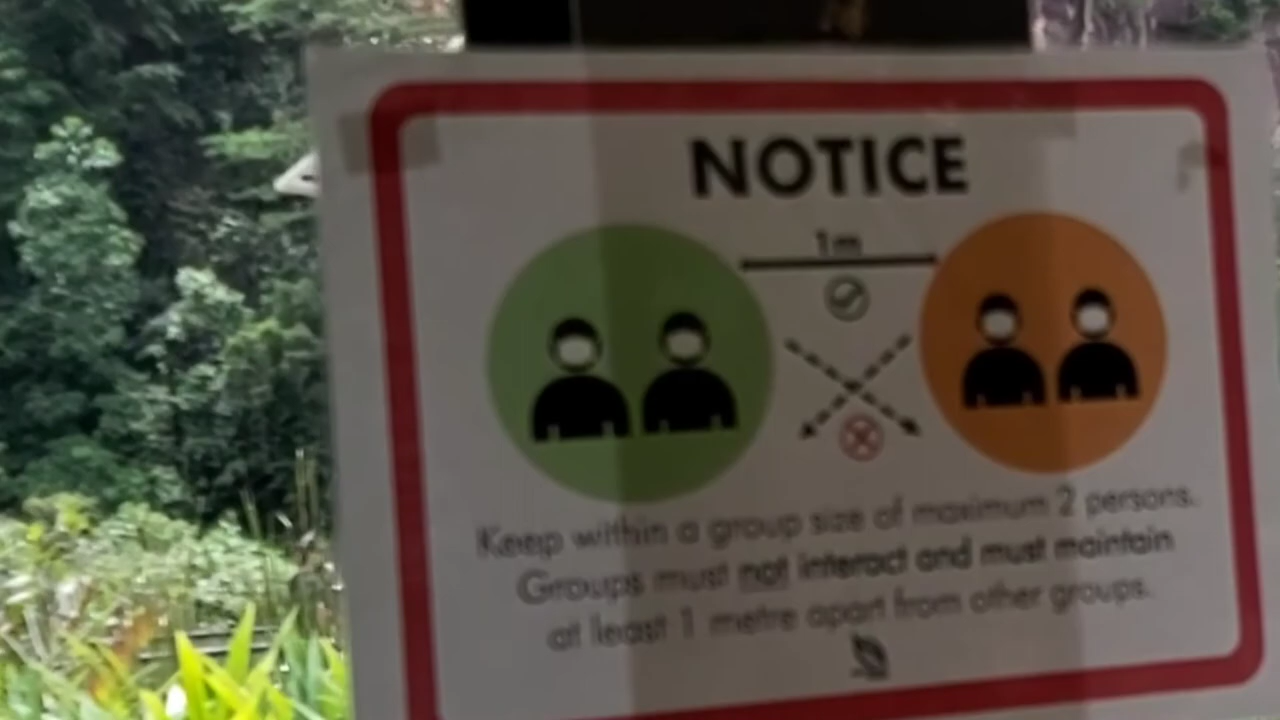 NOTICE
1m
Keep within a group size of maximum 2 persons.
Groups must not interact and must maintain
at least 1 metre apart from other groups.